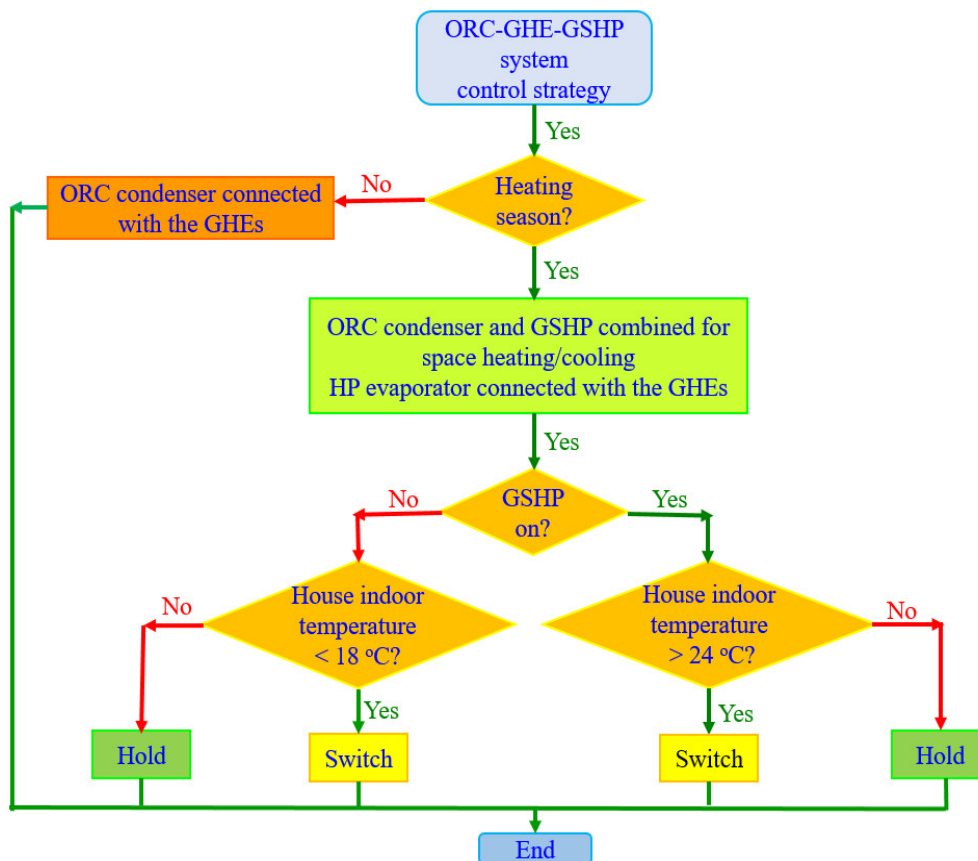 ORC-GHE-GSHP
system
control strategy
Yes
Heating
season?
No
ORC condenser connected
with the GHEs
Yes
ORC condenser and GSHP combined for
space heating/cooling
HP evaporator connected with the GHEs
Yes
GSHP
on?
No
Yes
House indoor
temperature
< 18 °C?
House indoor
temperature
> 24 °C?
No
No
Yes
Yes
Hold
Switch
Switch
Hold
End